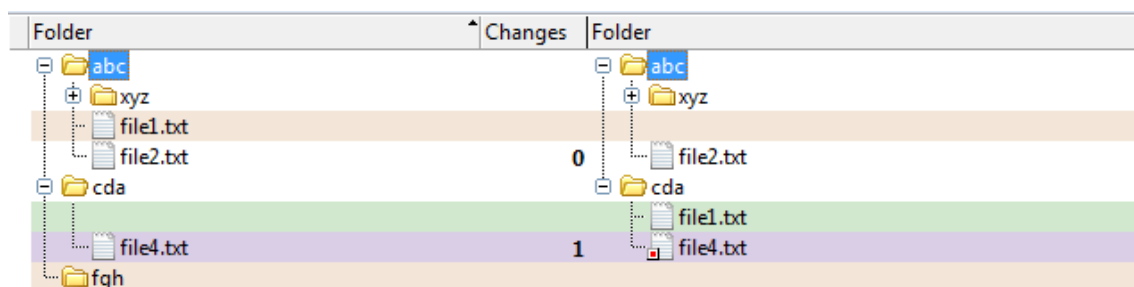 Folder Changes Folder
abc abc
xyz xyz
file1.txt
file2.txt 0 file2.txt
cda cda
file1.txt
file4.txt 1 file4.txt
fgh